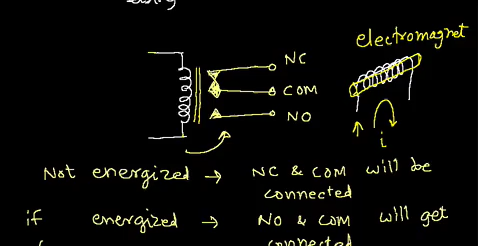 electromagnet
NC
COM
NO
i
Not energized → NC & COM will be
connected
if energized → NO & COM will get
connected